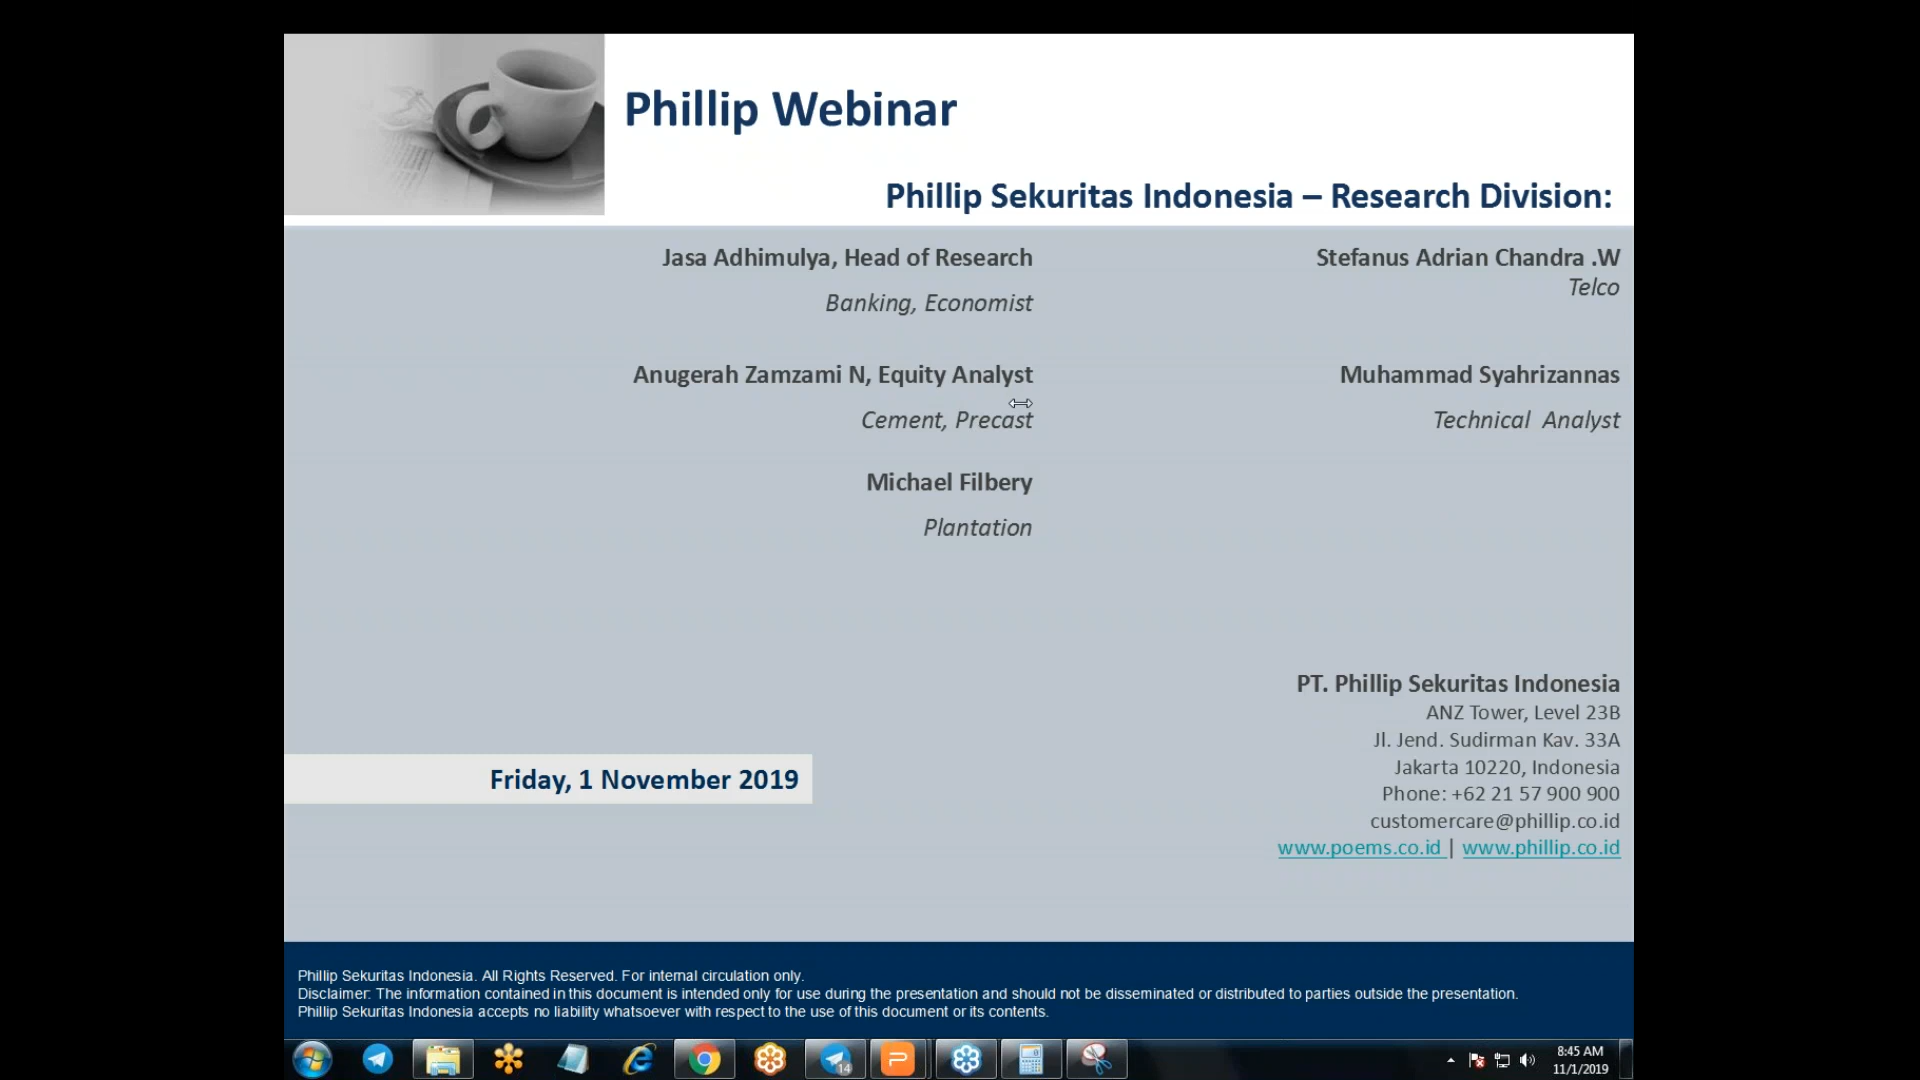 Phillip Webinar
Phillip Sekuritas Indonesia – Research Division:
Jasa Adhimulya, Head of Research
Banking, Economist
Anugerah Zamzami N, Equity Analyst
Cement, Precast
Michael Filbery
Plantation
Stefanus Adrian Chandra .W
Telco
Muhammad Syahrizannas
Technical Analyst
PT. Phillip Sekuritas Indonesia
ANZ Tower, Level 23B
Jl. Jend. Sudirman Kav. 33A
Jakarta 10220, Indonesia
Phone: +62 21 57 900 900
customercare@phillip.co.id
www.poems.co.id | www.phillip.co.id
Friday, 1 November 2019
Phillip Sekuritas Indonesia. All Rights Reserved. For internal circulation only.
Disclaimer: The information contained in this document is intended only for use during the presentation and should not be disseminated or distributed to parties outside the presentation.
Phillip Sekuritas Indonesia accepts no liability whatsoever with respect to the use of this document or its contents.
14
8:45 AM
11/1/2019